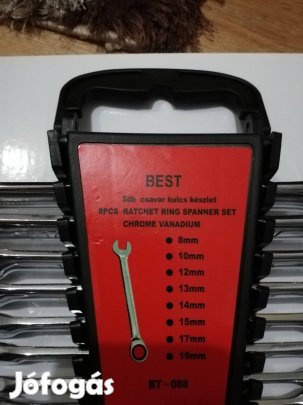 BEST
8db csavar kulcs készlet
8PCS RATCHET RING SPANNER SET
CHROME VANADIUM
8mm
10mm
12mm
13mm
14mm
15mm
17mm
19mm
BT - 088
Jófogás